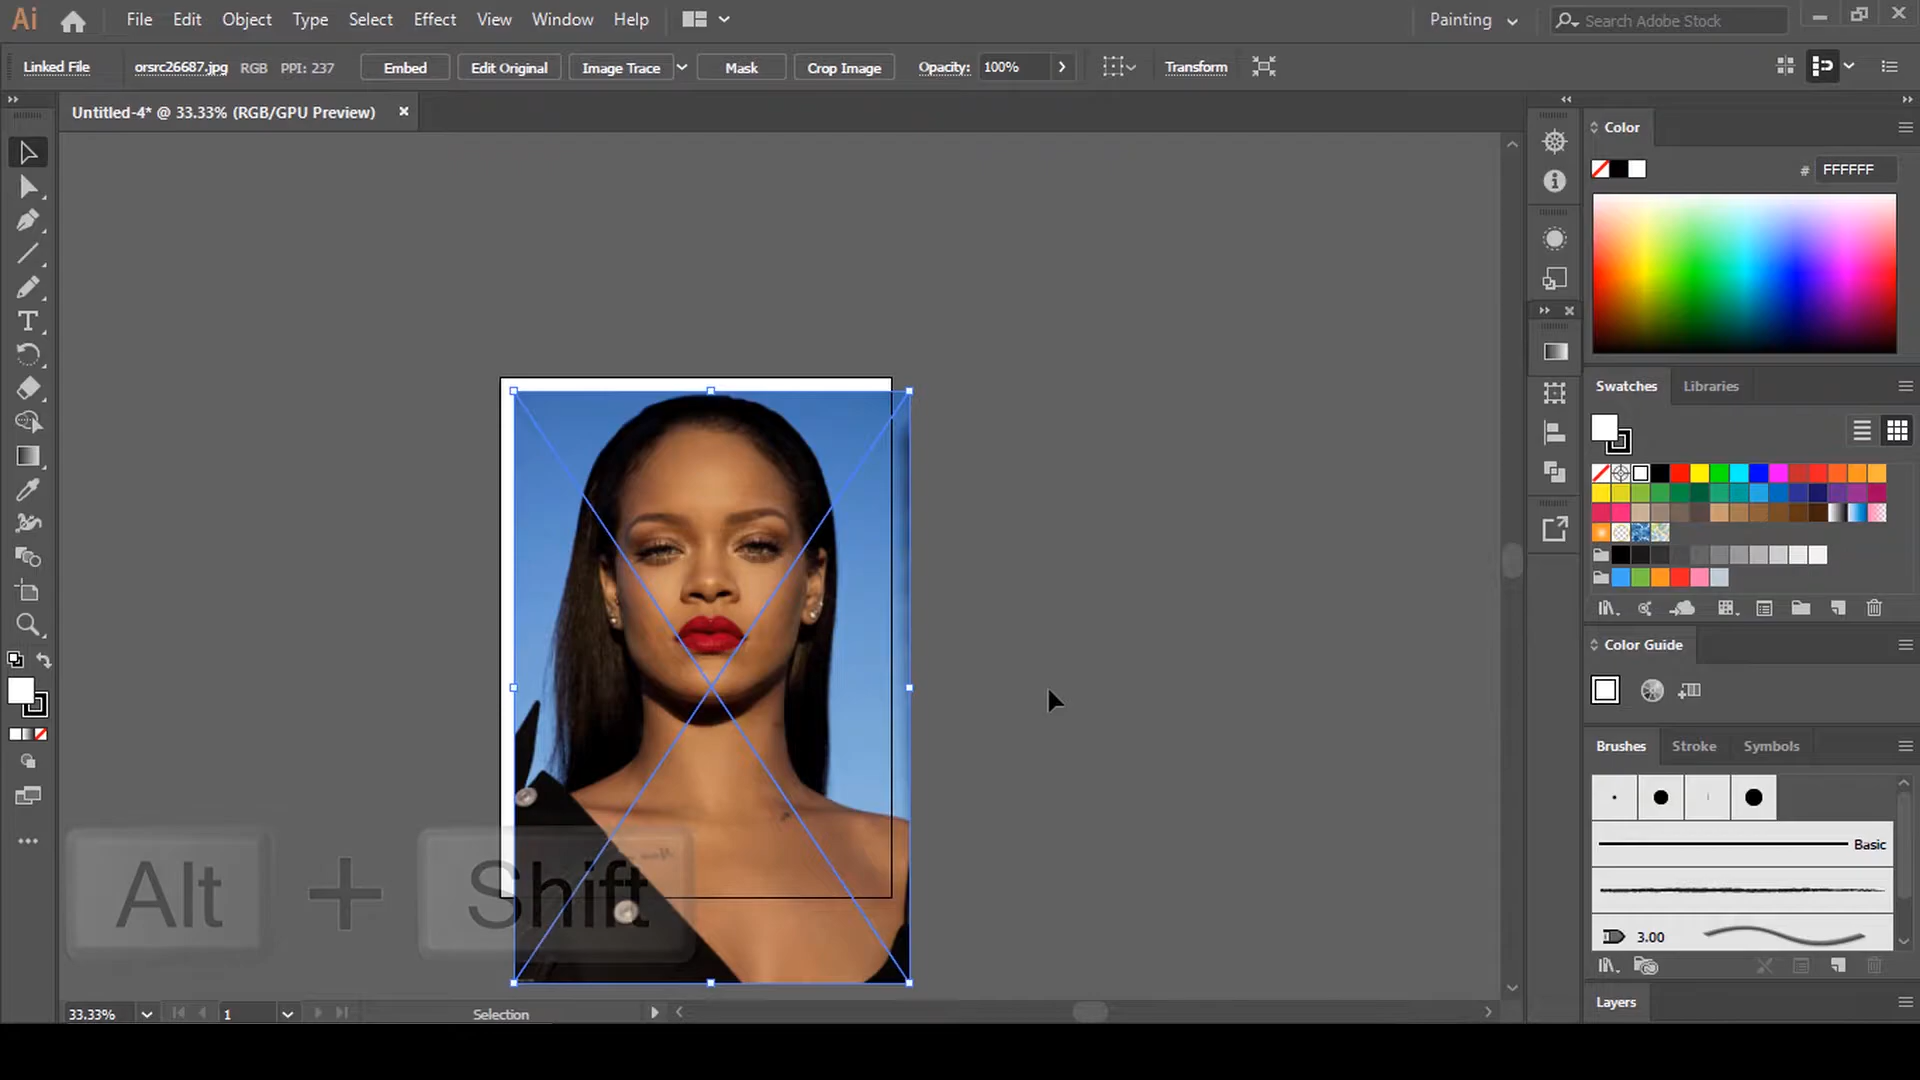 Ai File Edit Object Type Select Effect View Window Help Painting Search Adobe Stock
Linked File orsrc26687.jpg RGB PPI: 237 Embed Edit Original Image Trace Mask Crop Image Opacity: 100% Transform
Untitled-4* @ 33.33% (RGB/GPU Preview)
Color
# FFFFFF
Swatches Libraries
Color Guide
Brushes Stroke Symbols
Basic
3.00
Layers
Alt + Shift
33.33% 1 Selection